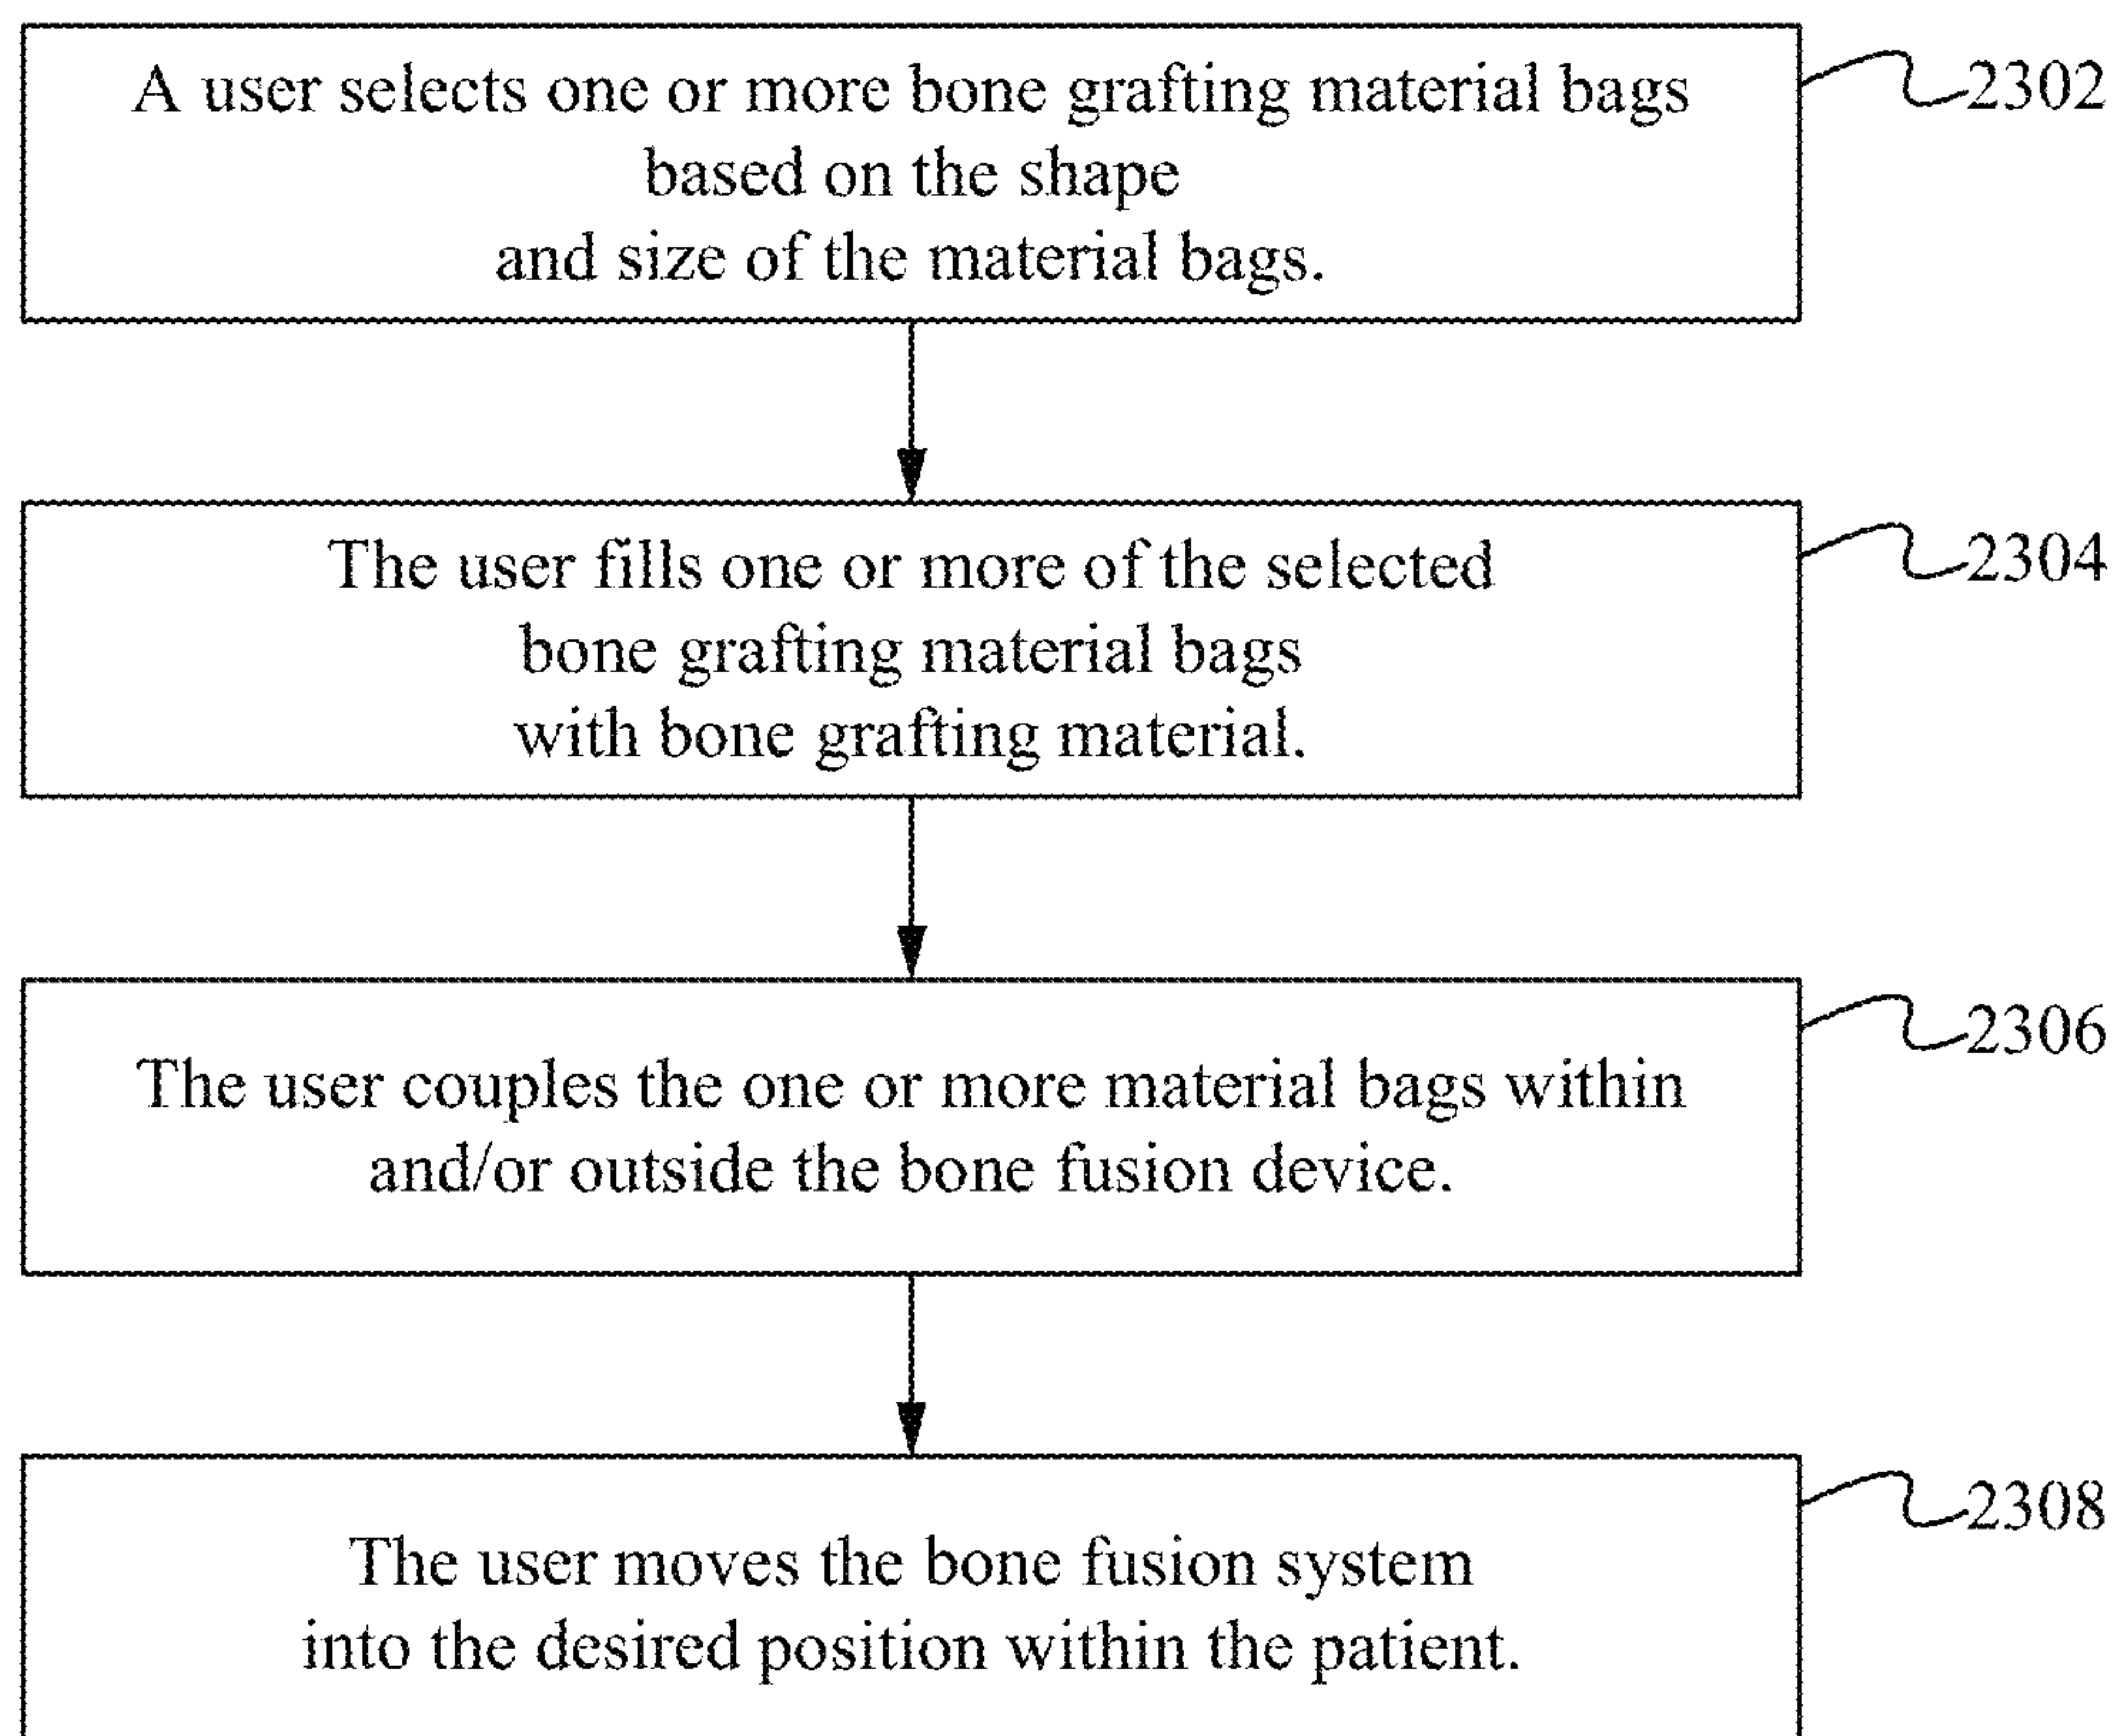 A user selects one or more bone grafting material bags
based on the shape
and size of the material bags.
2302
The user fills one or more of the selected
bone grafting material bags
with bone grafting material.
2304
The user couples the one or more material bags within
and/or outside the bone fusion device.
2306
The user moves the bone fusion system
into the desired position within the patient.
2308